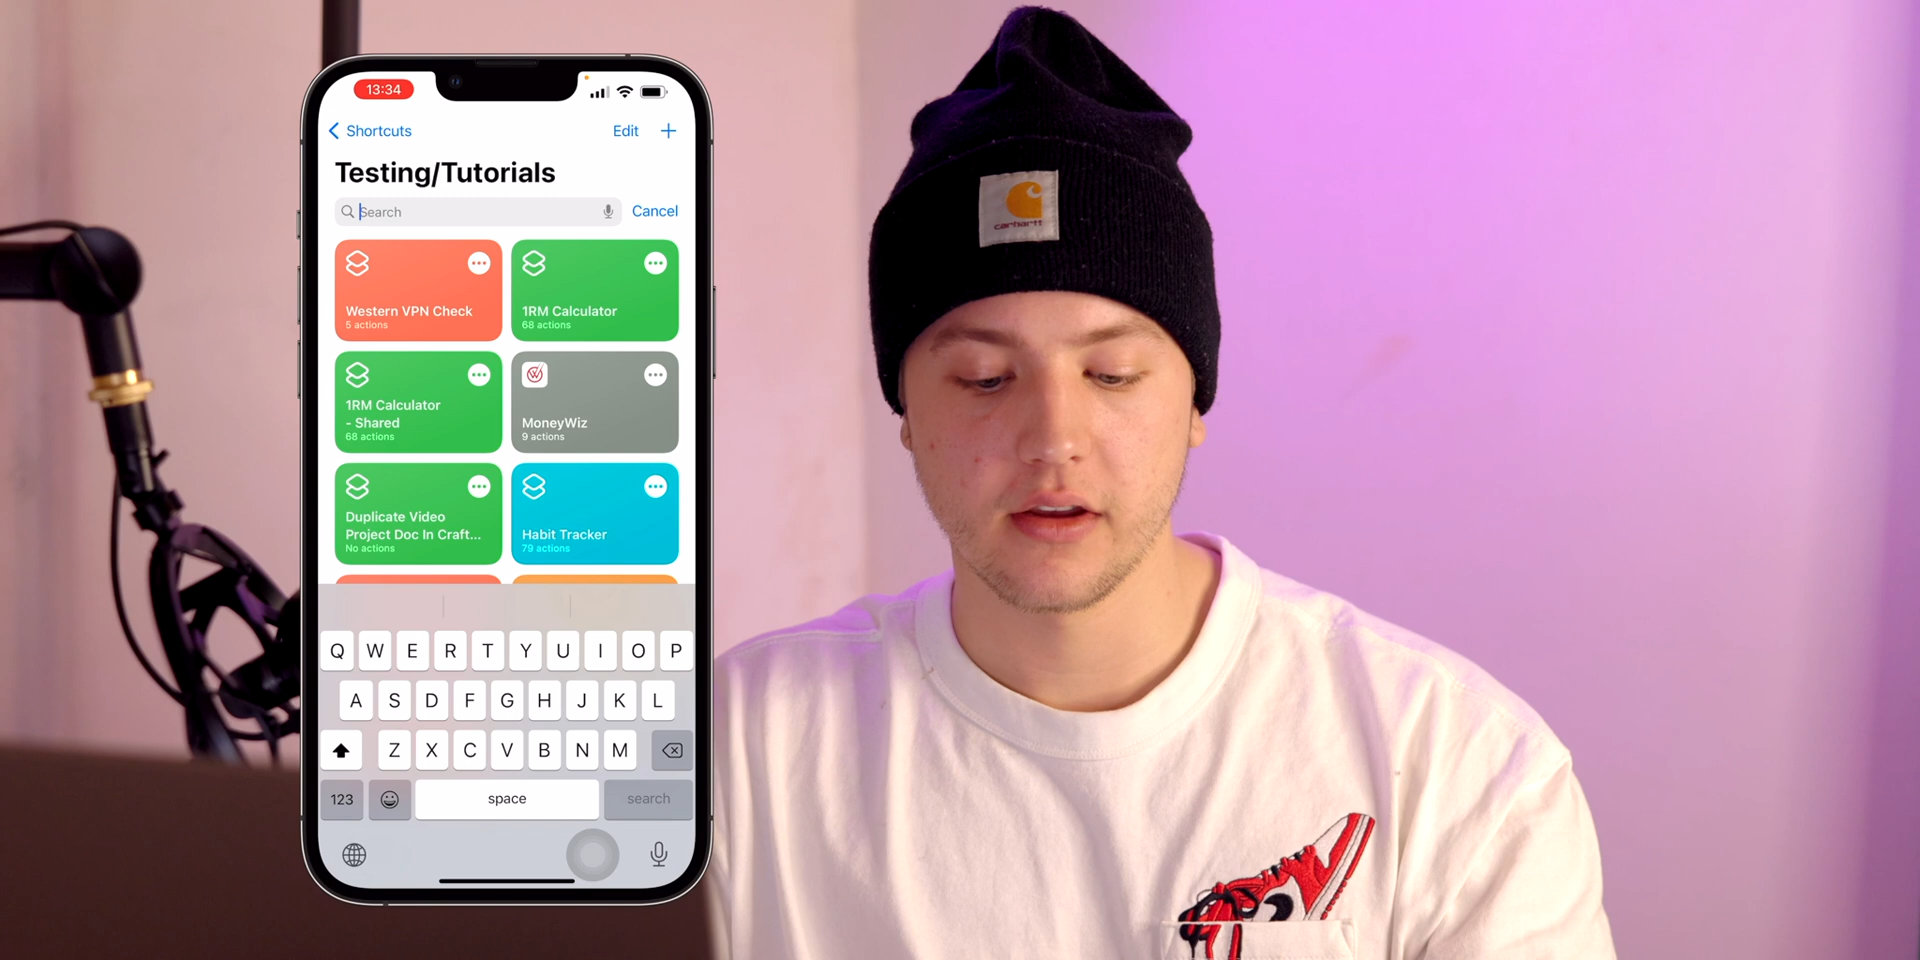 13:34
Shortcuts
Edit
Testing/Tutorials
Search
Cancel
Western VPN Check
5 actions
1RM Calculator
68 actions
1RM Calculator
- Shared
68 actions
MoneyWiz
9 actions
Duplicate Video
Project Doc In Craft...
No actions
Habit Tracker
79 actions
Q W E R T Y U I O P
A S D F G H J K L
Z X C V B N M
123
space
search
carhartt